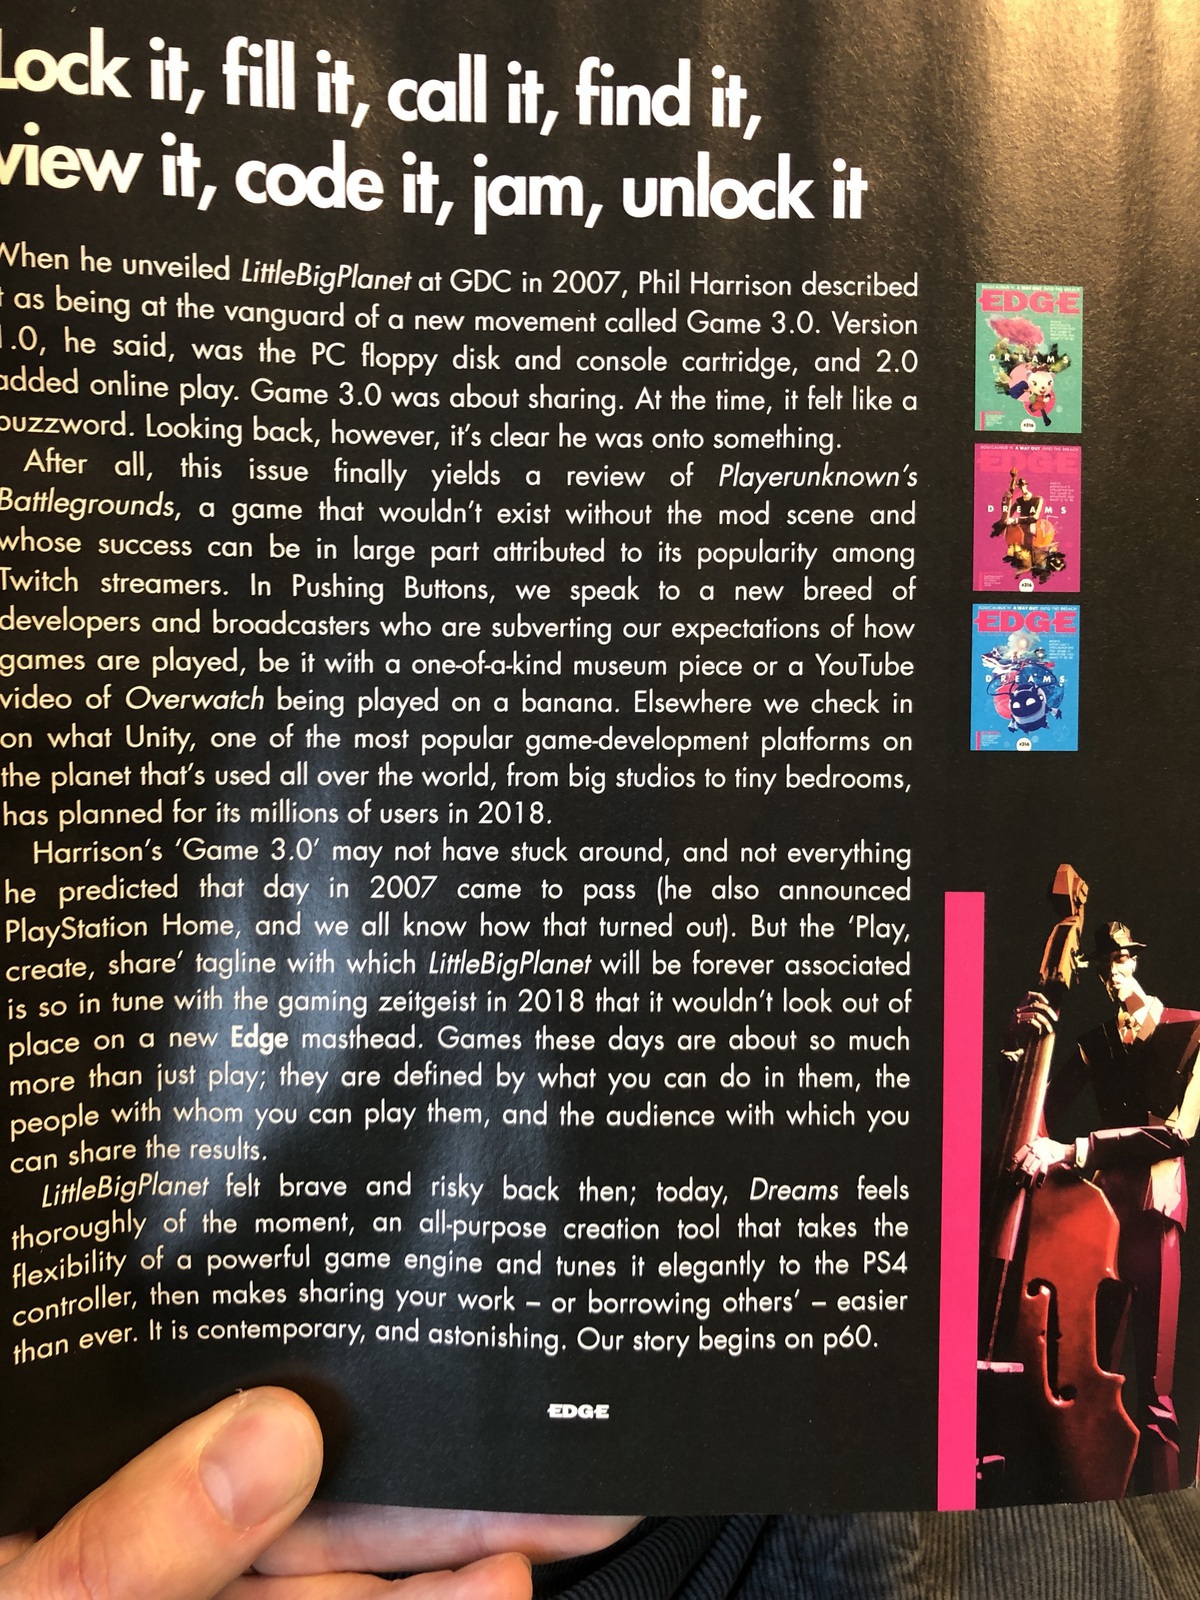 Lock it, fill it, call it, find it,
view it, code it, jam, unlock it
When he unveiled LittleBigPlanet at GDC in 2007, Phil Harrison described
it as being at the vanguard of a new movement called Game 3.0. Version
1.0, he said, was the PC floppy disk and console cartridge, and 2.0
added online play. Game 3.0 was about sharing. At the time, it felt like a
buzzword. Looking back, however, it's clear he was onto something.
After all, this issue finally yields a review of Playerunknown's
Battlegrounds, a game that wouldn't exist without the mod scene and
whose success can be in large part attributed to its popularity among
Twitch streamers. In Pushing Buttons, we speak to a new breed of
developers and broadcasters who are subverting our expectations of how
games are played, be it with a one-of-a-kind museum piece or a YouTube
video of Overwatch being played on a banana. Elsewhere we check in
on what Unity, one of the most popular game-development platforms on
the planet that's used all over the world, from big studios to tiny bedrooms,
has planned for its millions of users in 2018.
Harrison's 'Game 3.0' may not have stuck around, and not everything
he predicted that day in 2007 came to pass (he also announced
PlayStation Home, and we all know how that turned out). But the 'Play,
create, share' tagline with which LittleBigPlanet will be forever associated
is so in tune with the gaming zeitgeist in 2018 that it wouldn't look out of
place on a new Edge masthead. Games these days are about so much
more than just play; they are defined by what you can do in them, the
people with whom you can play them, and the audience with which you
can share the results.
LittleBigPlanet felt brave and risky back then; today, Dreams feels
thoroughly of the moment, an all-purpose creation tool that takes the
flexibility of a powerful game engine and tunes it elegantly to the PS4
controller, then makes sharing your work – or borrowing others' – easier
than ever. It is contemporary, and astonishing. Our story begins on p60.
EDGE
EDGE
DREAMS
#316
EDGE
DREAMS
#316
EDGE
DREAMS
#316